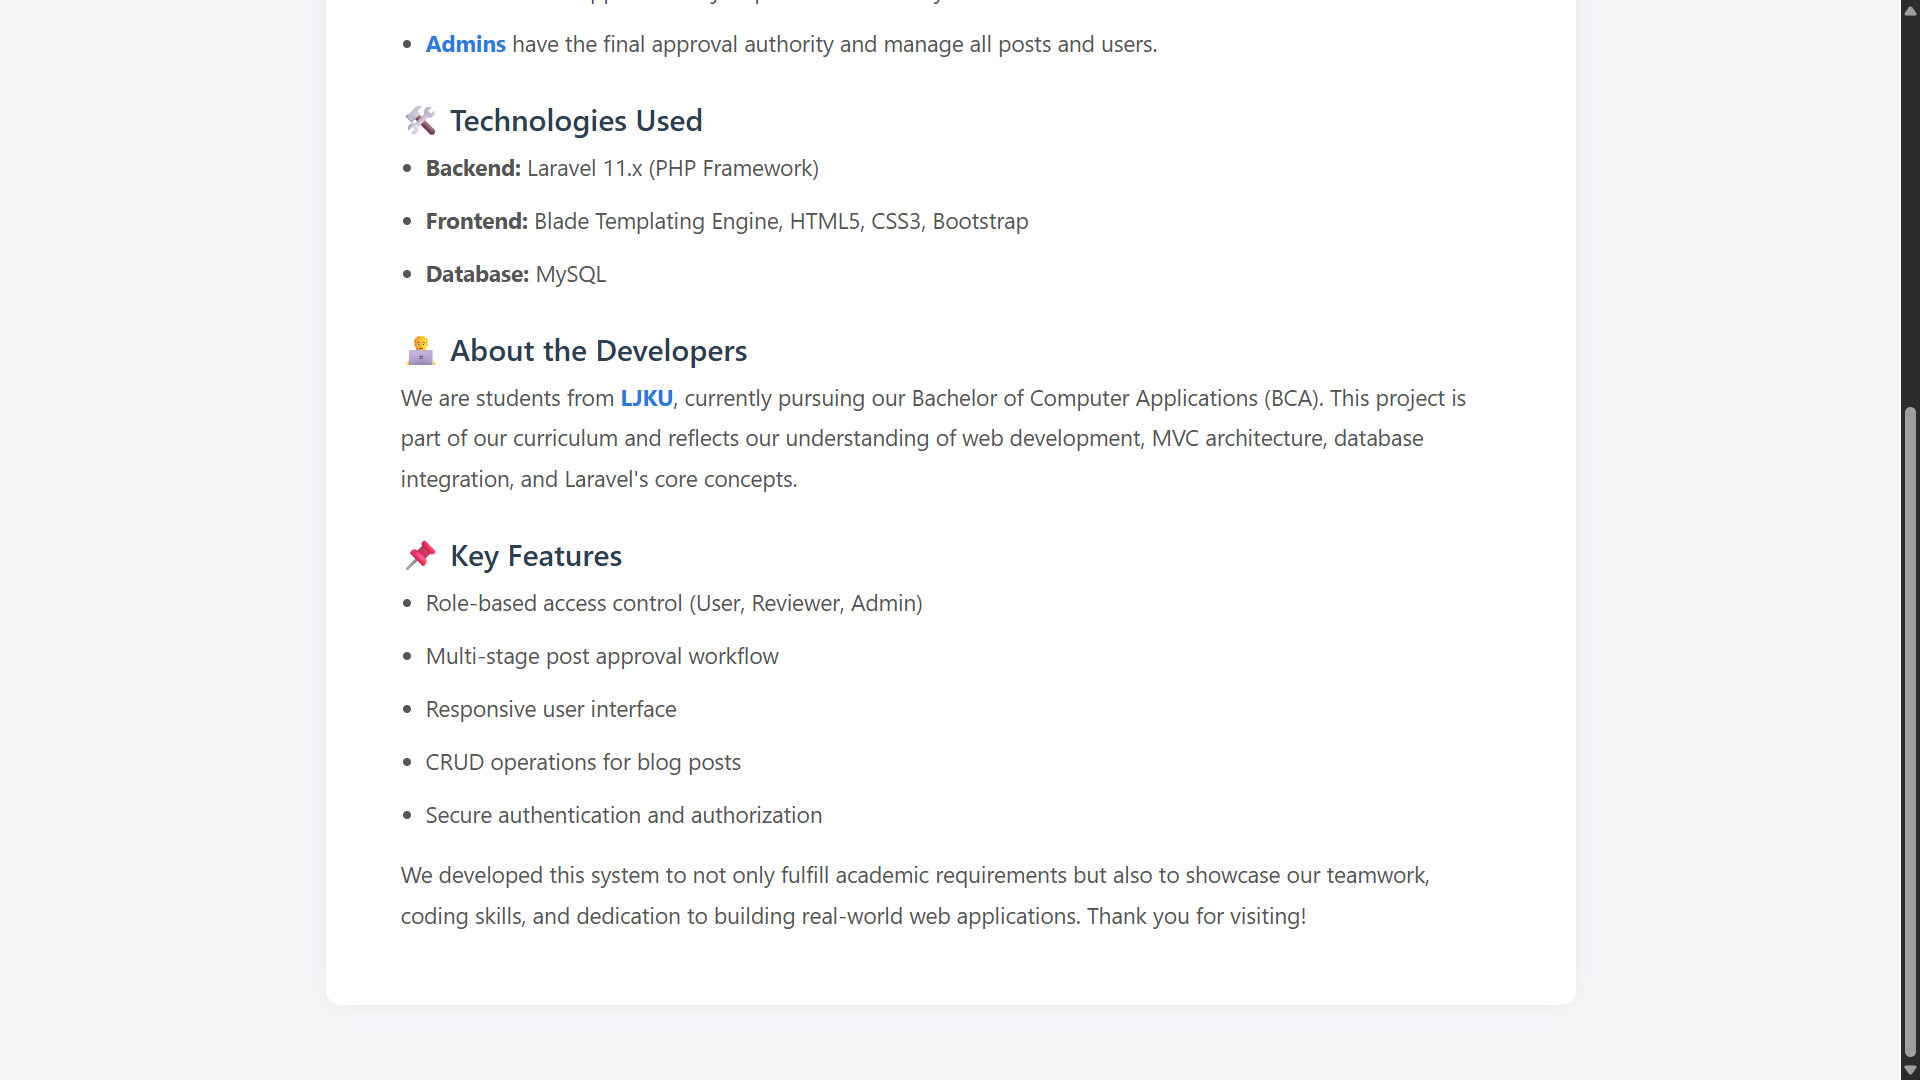 • Admins have the final approval authority and manage all posts and users.
🛠 Technologies Used
• Backend: Laravel 11.x (PHP Framework)
• Frontend: Blade Templating Engine, HTML5, CSS3, Bootstrap
• Database: MySQL
🧑‍💻 About the Developers
We are students from LJKU, currently pursuing our Bachelor of Computer Applications (BCA). This project is
part of our curriculum and reflects our understanding of web development, MVC architecture, database
integration, and Laravel's core concepts.
📌 Key Features
• Role-based access control (User, Reviewer, Admin)
• Multi-stage post approval workflow
• Responsive user interface
• CRUD operations for blog posts
• Secure authentication and authorization
We developed this system to not only fulfill academic requirements but also to showcase our teamwork,
coding skills, and dedication to building real-world web applications. Thank you for visiting!